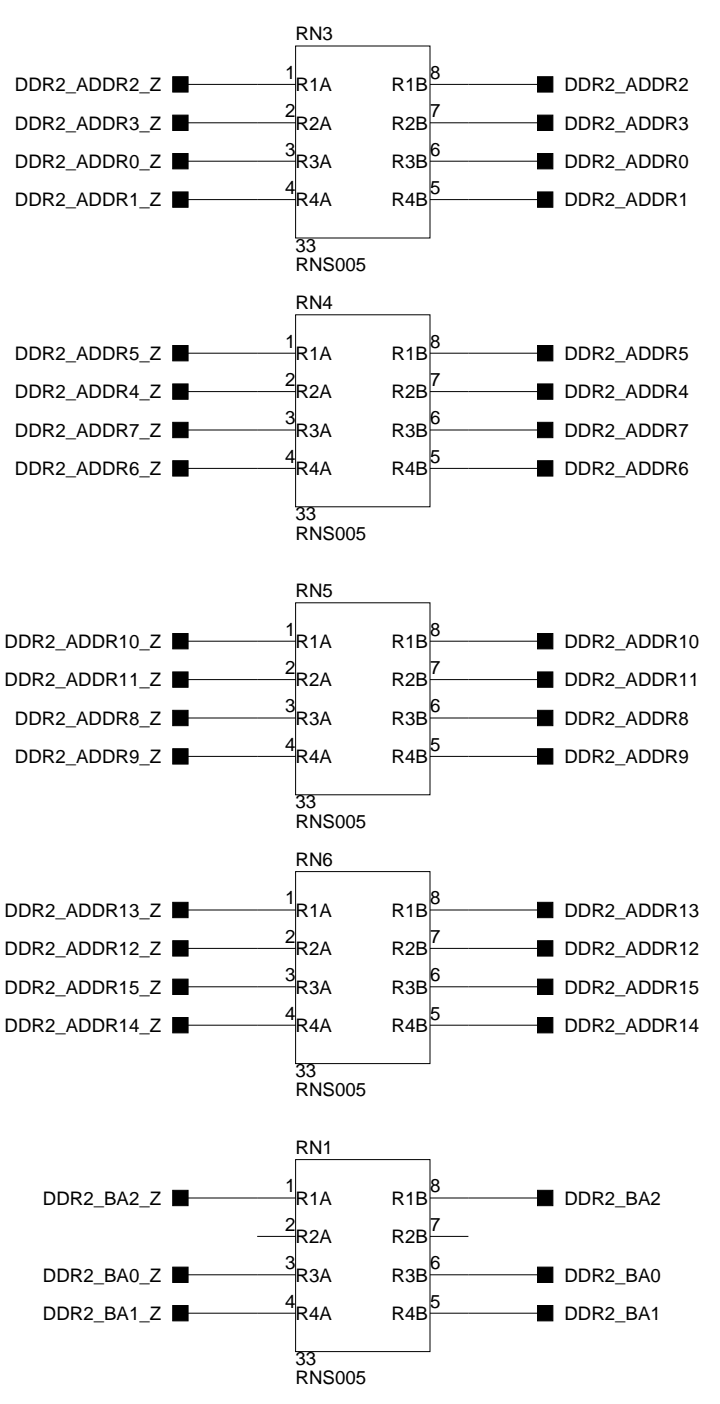 RN3
DDR2_ADDR2_Z 1 R1A R1B 8 DDR2_ADDR2
DDR2_ADDR3_Z 2 R2A R2B 7 DDR2_ADDR3
DDR2_ADDR0_Z 3 R3A R3B 6 DDR2_ADDR0
DDR2_ADDR1_Z 4 R4A R4B 5 DDR2_ADDR1
33
RNS005
RN4
DDR2_ADDR5_Z 1 R1A R1B 8 DDR2_ADDR5
DDR2_ADDR4_Z 2 R2A R2B 7 DDR2_ADDR4
DDR2_ADDR7_Z 3 R3A R3B 6 DDR2_ADDR7
DDR2_ADDR6_Z 4 R4A R4B 5 DDR2_ADDR6
33
RNS005
RN5
DDR2_ADDR10_Z 1 R1A R1B 8 DDR2_ADDR10
DDR2_ADDR11_Z 2 R2A R2B 7 DDR2_ADDR11
DDR2_ADDR8_Z 3 R3A R3B 6 DDR2_ADDR8
DDR2_ADDR9_Z 4 R4A R4B 5 DDR2_ADDR9
33
RNS005
RN6
DDR2_ADDR13_Z 1 R1A R1B 8 DDR2_ADDR13
DDR2_ADDR12_Z 2 R2A R2B 7 DDR2_ADDR12
DDR2_ADDR15_Z 3 R3A R3B 6 DDR2_ADDR15
DDR2_ADDR14_Z 4 R4A R4B 5 DDR2_ADDR14
33
RNS005
RN1
DDR2_BA2_Z 1 R1A R1B 8 DDR2_BA2
2 R2A R2B 7
DDR2_BA0_Z 3 R3A R3B 6 DDR2_BA0
DDR2_BA1_Z 4 R4A R4B 5 DDR2_BA1
33
RNS005